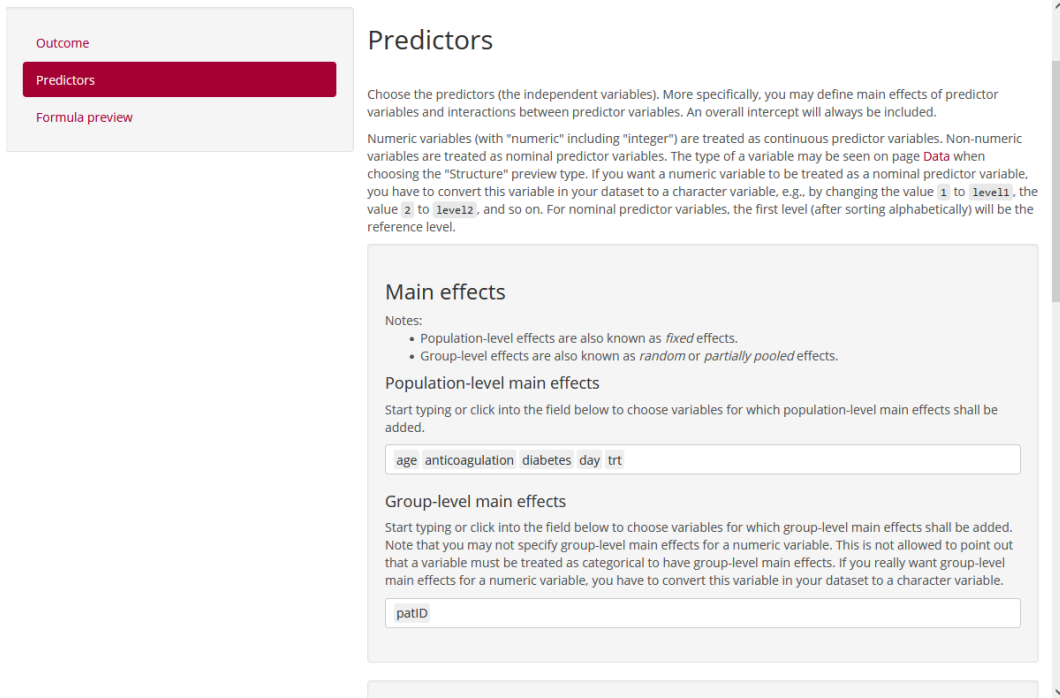 Outcome
Predictors
Formula preview
Predictors
Choose the predictors (the independent variables). More specifically, you may define main effects of predictor
variables and interactions between predictor variables. An overall intercept will always be included.
Numeric variables (with "numeric" including "integer") are treated as continuous predictor variables. Non-numeric
variables are treated as nominal predictor variables. The type of a variable may be seen on page Data when
choosing the "Structure" preview type. If you want a numeric variable to be treated as a nominal predictor variable,
you have to convert this variable in your dataset to a character variable, e.g., by changing the value 1 to level1, the
value 2 to level2, and so on. For nominal predictor variables, the first level (after sorting alphabetically) will be the
reference level.
Main effects
Notes:
• Population-level effects are also known as fixed effects.
• Group-level effects are also known as random or partially pooled effects.
Population-level main effects
Start typing or click into the field below to choose variables for which population-level main effects shall be
added.
age anticoagulation diabetes day trt
Group-level main effects
Start typing or click into the field below to choose variables for which group-level main effects shall be added.
Note that you may not specify group-level main effects for a numeric variable. This is not allowed to point out
that a variable must be treated as categorical to have group-level main effects. If you really want group-level
main effects for a numeric variable, you have to convert this variable in your dataset to a character variable.
patID